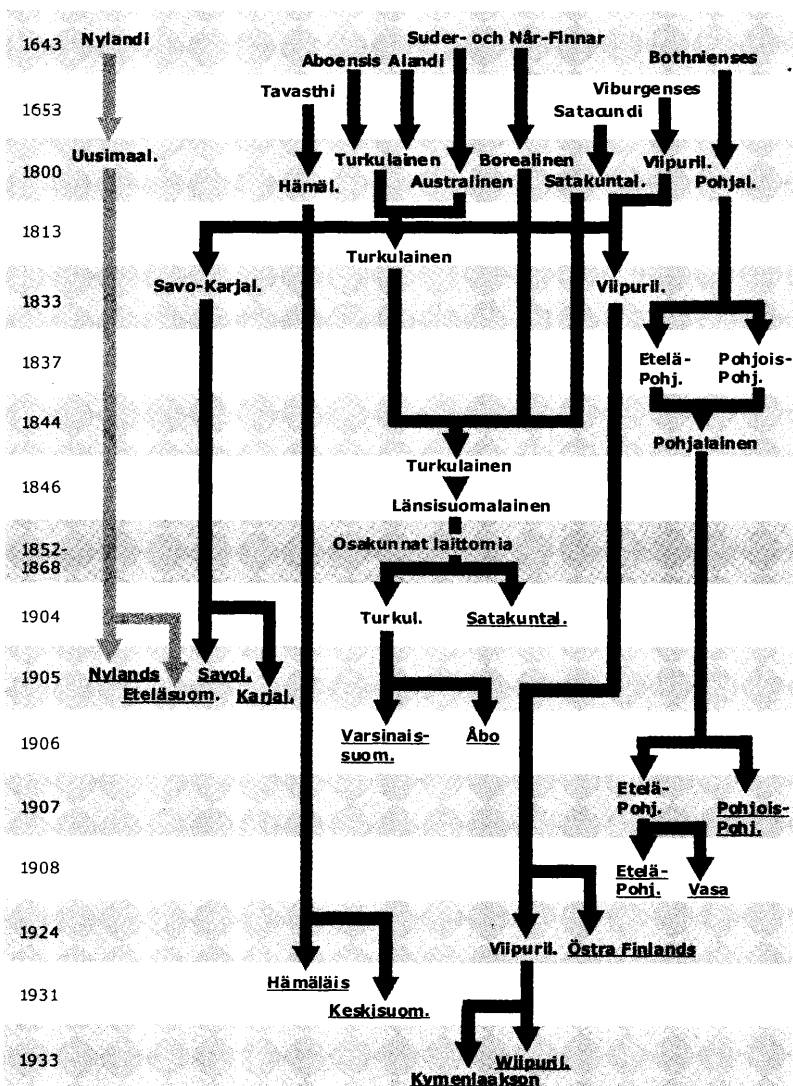 1643
Nylandi
Suder- och Når-Finnar
Bothnienses
Aboensis Alandi
Tavasthi
Viburgenses
1653
Satacundi
Uusimaal.
Turkulainen
Borealinen
Viipuril.
1800
Hämäl.
Australinen
Satakuntal.
Pohjal.
1813
Turkulainen
Savo-Karjal.
Viipuril.
1833
1837
Etelä-
Pohj.
Pohjois-
Pohj.
1844
Pohjalainen
Turkulainen
1846
Länsisuomalainen
1852-
1868
Osakunnat laittomia
1904
Turkul.
Satakuntal.
1905
Nylands
Eteläsuom.
Savol.
Karjal.
1906
Varsinais-
suom.
Åbo
1907
Etelä-
Pohj.
Pohjois-
Pohj.
1908
Etelä-
Pohj.
Vasa
1924
Viipuril.
Östra Finlands
Hämäläis
1931
Keskisuom.
1933
Wiipuril.
Kymenlaakson